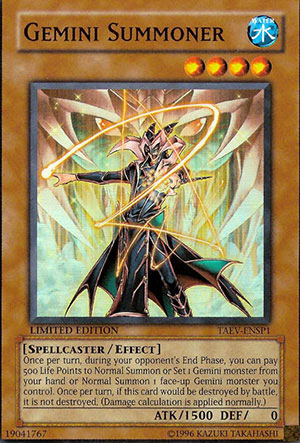 GEMINI SUMMONER
WATER
水
LIMITED EDITION
TAEV-ENSP1
[SPELLCASTER / EFFECT]
Once per turn, during your opponent's End Phase, you can pay
500 Life Points to Normal Summon or Set 1 Gemini monster from
your hand or Normal Summon 1 face-up Gemini monster you
control. Once per turn, if this card would be destroyed by battle,
it is not destroyed. (Damage calculation is applied normally.)
ATK/1500 DEF/ 0
19041767
©1996 KAZUKI TAKAHASHI